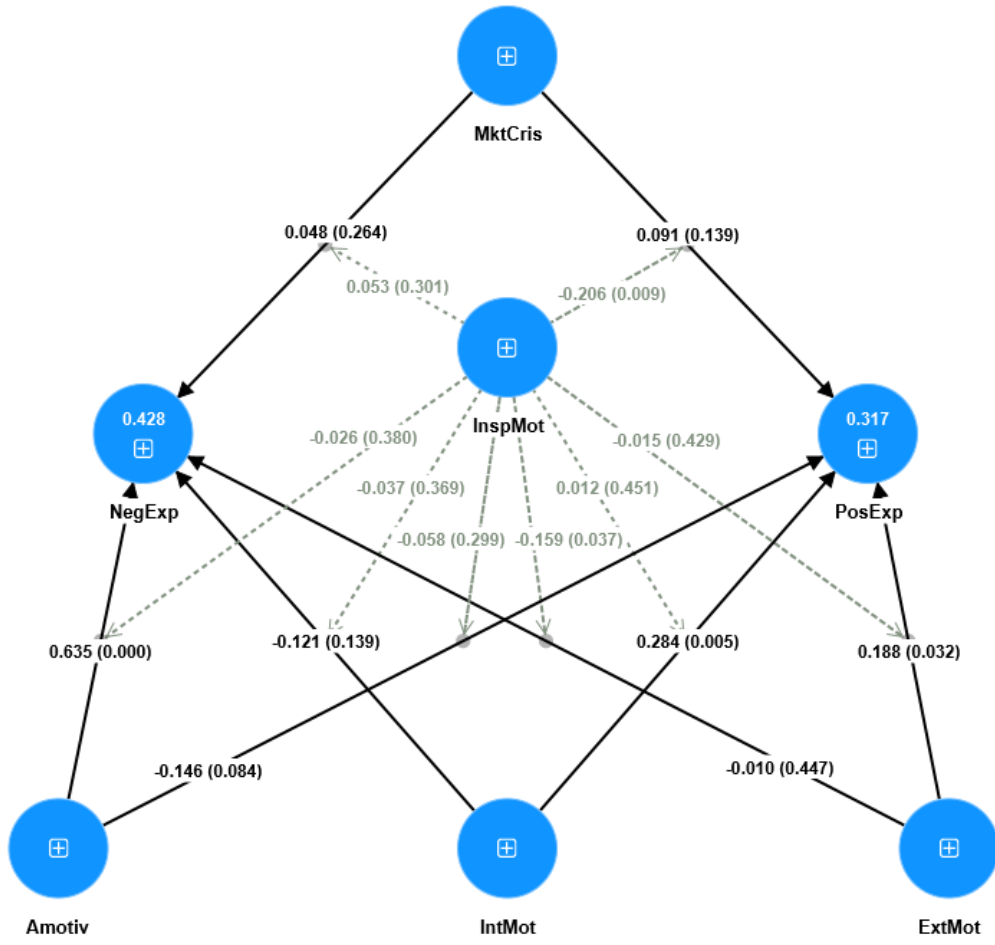 MktCris
0.048 (0.264)
0.091 (0.139)
0.053 (0.301)
-0.206 (0.009)
0.428
InspMot
0.317
-0.026 (0.380)
-0.015 (0.429)
-0.037 (0.369)
0.012 (0.451)
NegExp
PosExp
-0.058 (0.299)
-0.159 (0.037)
0.635 (0.000)
-0.121 (0.139)
0.284 (0.005)
0.188 (0.032)
-0.146 (0.084)
-0.010 (0.447)
Amotiv
IntMot
ExtMot